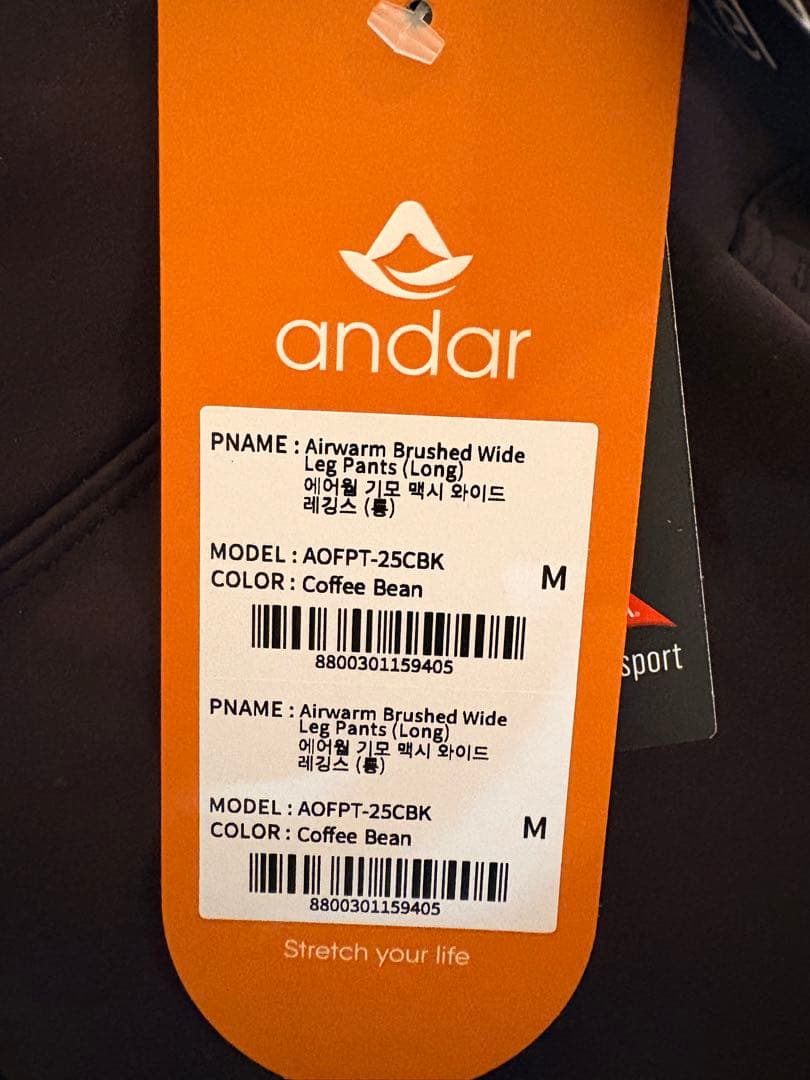 andar
PNAME : Airwarm Brushed Wide
Leg Pants (Long)
에어웜 기모 맥시 와이드
레깅스 (롱)
MODEL : AOFPT-25CBK
COLOR : Coffee Bean
M
8800301159405
PNAME : Airwarm Brushed Wide
Leg Pants (Long)
에어웜 기모 맥시 와이드
레깅스 (롱)
MODEL : AOFPT-25CBK
COLOR : Coffee Bean
M
8800301159405
Stretch your life
sport